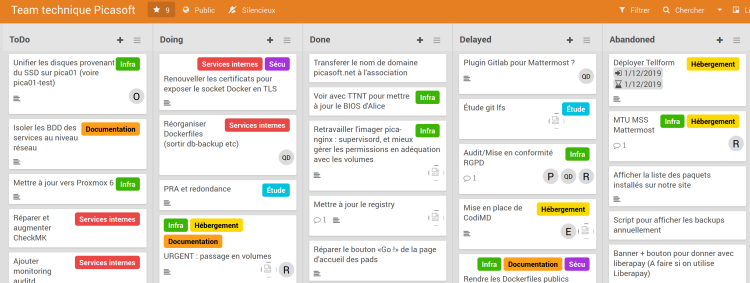 Team technique Picasoft
9
Public
Silencieux
Filtrer
Rechercher
Li
ToDo
Unifier les disques provenant
du SSD sur pica01 (voire
pica01-test)
Infra
O
Isoler les BDD des
services au niveau
réseau
Documentation
Mettre à jour vers Proxmox 6
Infra
Réparer et
augmenter
CheckMK
Services internes
Ajouter
monitoring
auditd
Services internes
Doing
Services internes
Sécu
Renouveller les certificats pour
exposer le socket Docker en TLS
Réorganiser
Dockerfiles
(sortir db-backup etc)
Services internes
QD
PRA et redondance
Étude
Infra
Hébergement
Documentation
URGENT : passage en volumes
R
Done
Transferer le nom de domaine
picasoft.net à l'association
Voir avec TTNT pour mettre
à jour le BIOS d'Alice
Infra
Retravailler l'imager pica-
nginx : supervisord, et mieux
gérer les permissions en adéquation
avec les volumes
Infra
Mettre à jour le registry
1
Réparer le bouton «Go !» de la page
d'accueil des pads
Delayed
Plugin Gitlab pour Mattermost ?
QD
Étude git lfs
Étude
Audit/Mise en conformité
RGPD
Infra
1
P
QD
R
Mise en place de
CodiMD
Hébergement
E
Infra
Documentation
Sécu
Rendre les Dockerfiles publics
Abandoned
Déployer Tellform
Hébergement
1/12/2019
1/12/2019
MTU MSS
Mattermost
Infra
Hébergement
1
R
Afficher la liste des paquets
installés sur notre site
Script pour afficher les backups
annuellement
Banner + bouton pour donner avec
liberapay (A faire si on utilise
Liberapay)